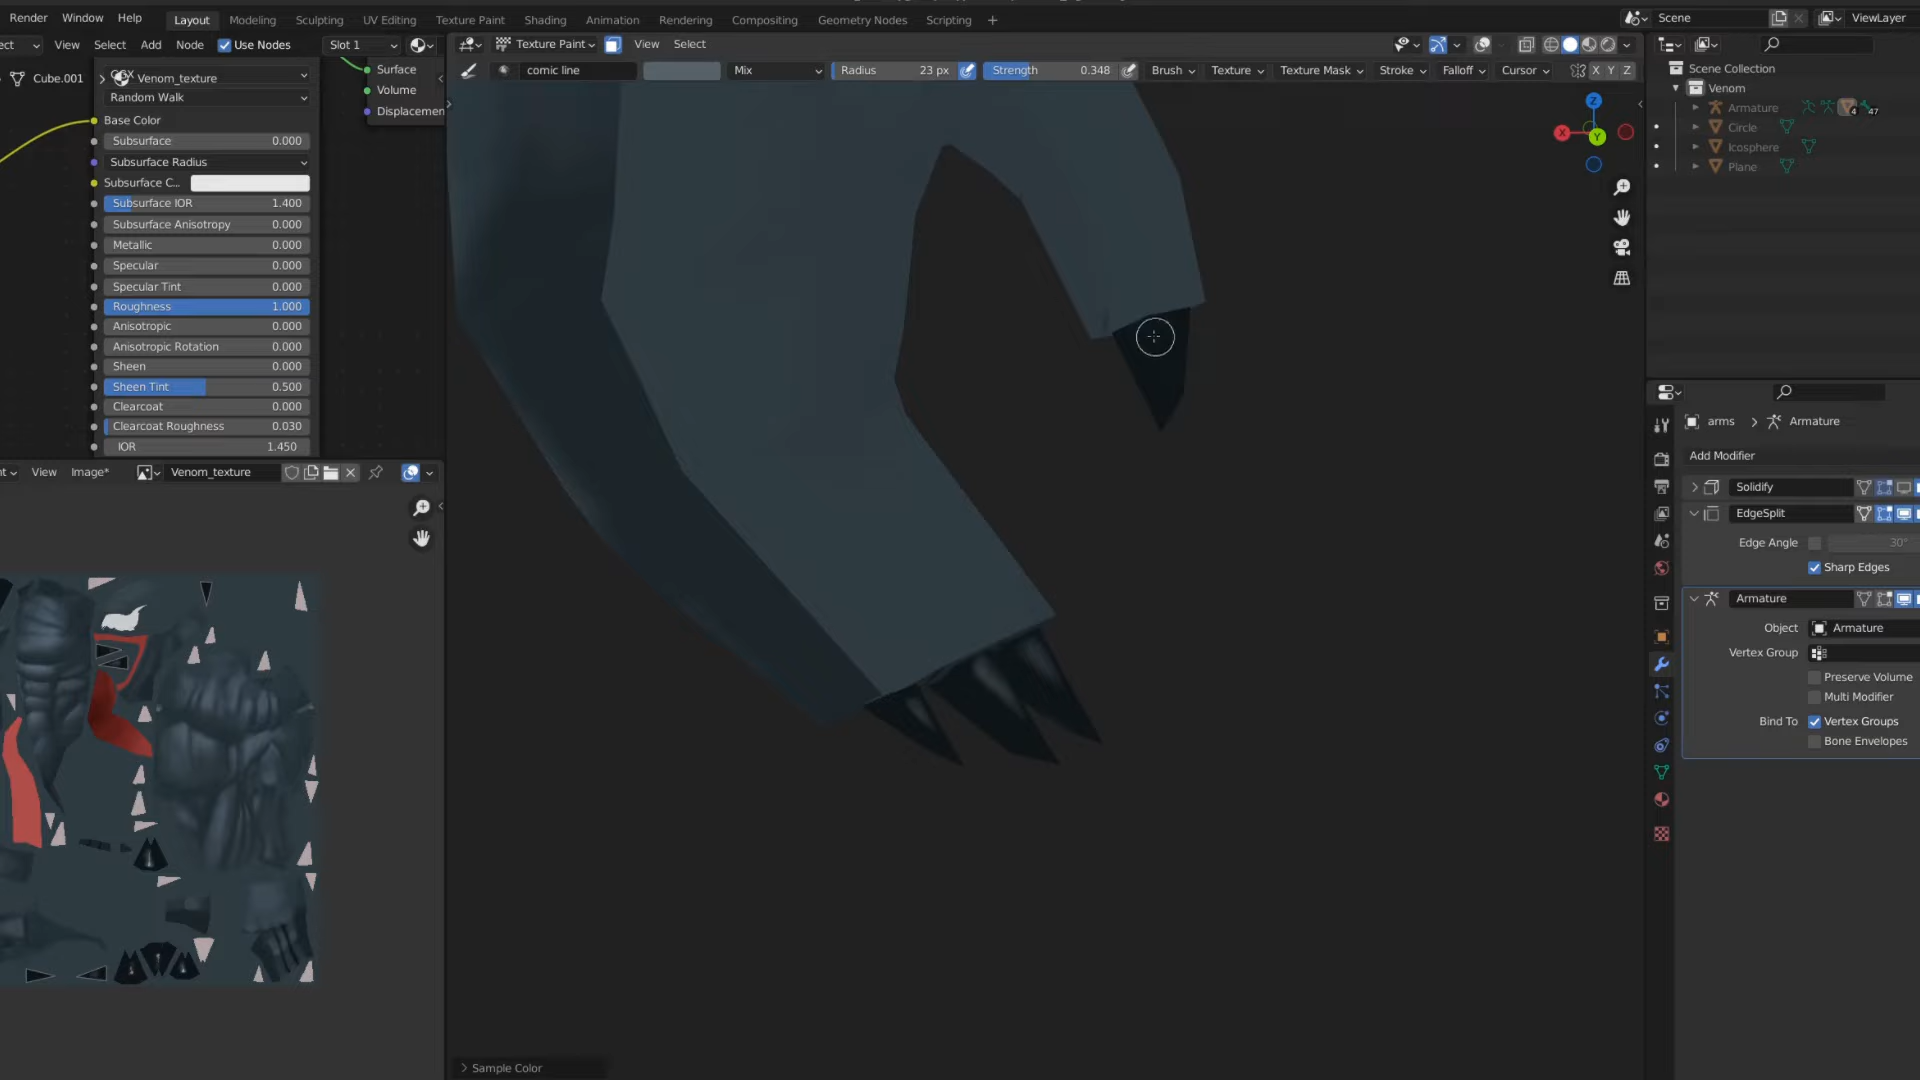 Render Window Help Layout Modeling Sculpting UV Editing Texture Paint Shading Animation Rendering Compositing Geometry Nodes Scripting + Scene ViewLayer
View Select Add Node Use Nodes Slot 1 Texture Paint View Select
Cube.001 Venom_texture Surface comic line Mix Radius 23 px Strength 0.348 Brush Texture Texture Mask Stroke Falloff Cursor X Y Z
Scene Collection
Random Walk Volume Venom
Base Color Displacemen Armature 4 47
Subsurface 0.000 Circle
Subsurface Radius Icosphere
Subsurface C... Plane
Subsurface IOR 1.400
Subsurface Anisotropy 0.000
Metallic 0.000
Specular 0.000
Specular Tint 0.000
Roughness 1.000
Anisotropic 0.000
Anisotropic Rotation 0.000
Sheen 0.000
Sheen Tint 0.500
Clearcoat 0.000
Clearcoat Roughness 0.030
IOR 1.450
Z
X
Y
View Image* Venom_texture
arms > Armature
Add Modifier
Solidify
EdgeSplit
Edge Angle 30°
Sharp Edges
Armature
Object Armature
Vertex Group
Preserve Volume
Multi Modifier
Bind To Vertex Groups
Bone Envelopes
> Sample Color